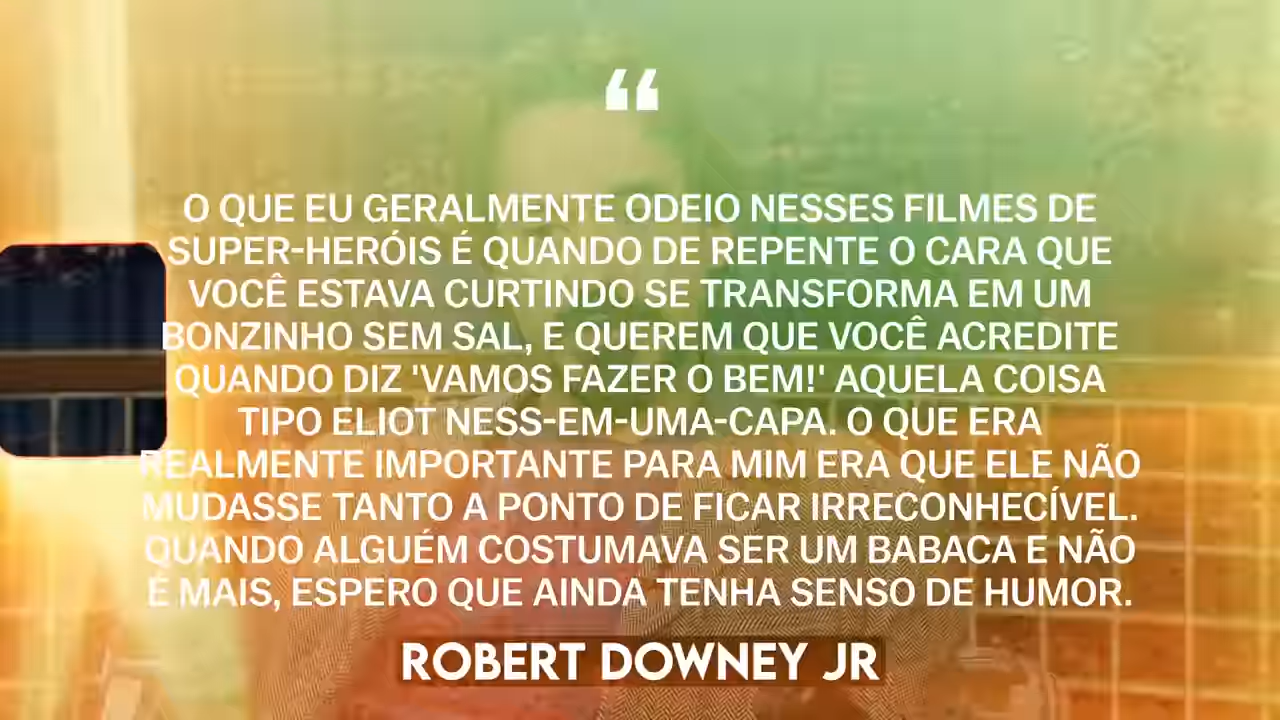 “
O QUE EU GERALMENTE ODEIO NESSES FILMES DE
SUPER-HERÓIS É QUANDO DE REPENTE O CARA QUE
VOCÊ ESTAVA CURTINDO SE TRANSFORMA EM UM
BONZINHO SEM SAL, E QUEREM QUE VOCÊ ACREDITE
QUANDO DIZ 'VAMOS FAZER O BEM!' AQUELA COISA
TIPO ELIOT NESS-EM-UMA-CAPA. O QUE ERA
REALMENTE IMPORTANTE PARA MIM ERA QUE ELE NÃO
MUDASSE TANTO A PONTO DE FICAR IRRECONHECÍVEL.
QUANDO ALGUÉM COSTUMAVA SER UM BABACA E NÃO
É MAIS, ESPERO QUE AINDA TENHA SENSO DE HUMOR.
ROBERT DOWNEY JR